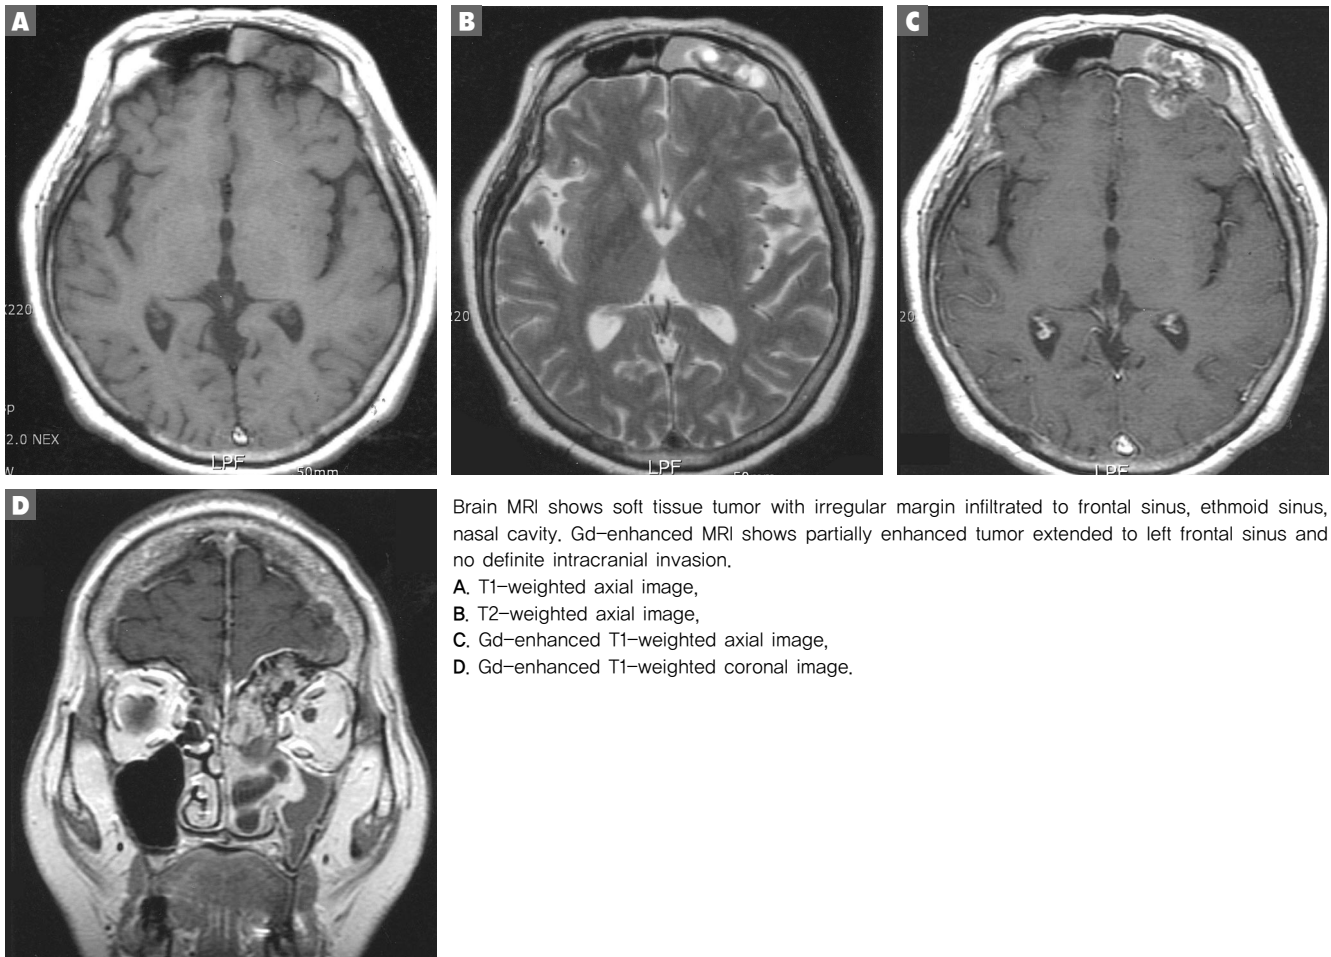 A
B
C
X220
20
20
p
2.0 NEX
W
LPF
50mm
LPF
50mm
LPF
D
Brain MRI shows soft tissue tumor with irregular margin infiltrated to frontal sinus, ethmoid sinus,
nasal cavity. Gd-enhanced MRI shows partially enhanced tumor extended to left frontal sinus and
no definite intracranial invasion.
A. T1-weighted axial image,
B. T2-weighted axial image,
C. Gd-enhanced T1-weighted axial image,
D. Gd-enhanced T1-weighted coronal image.